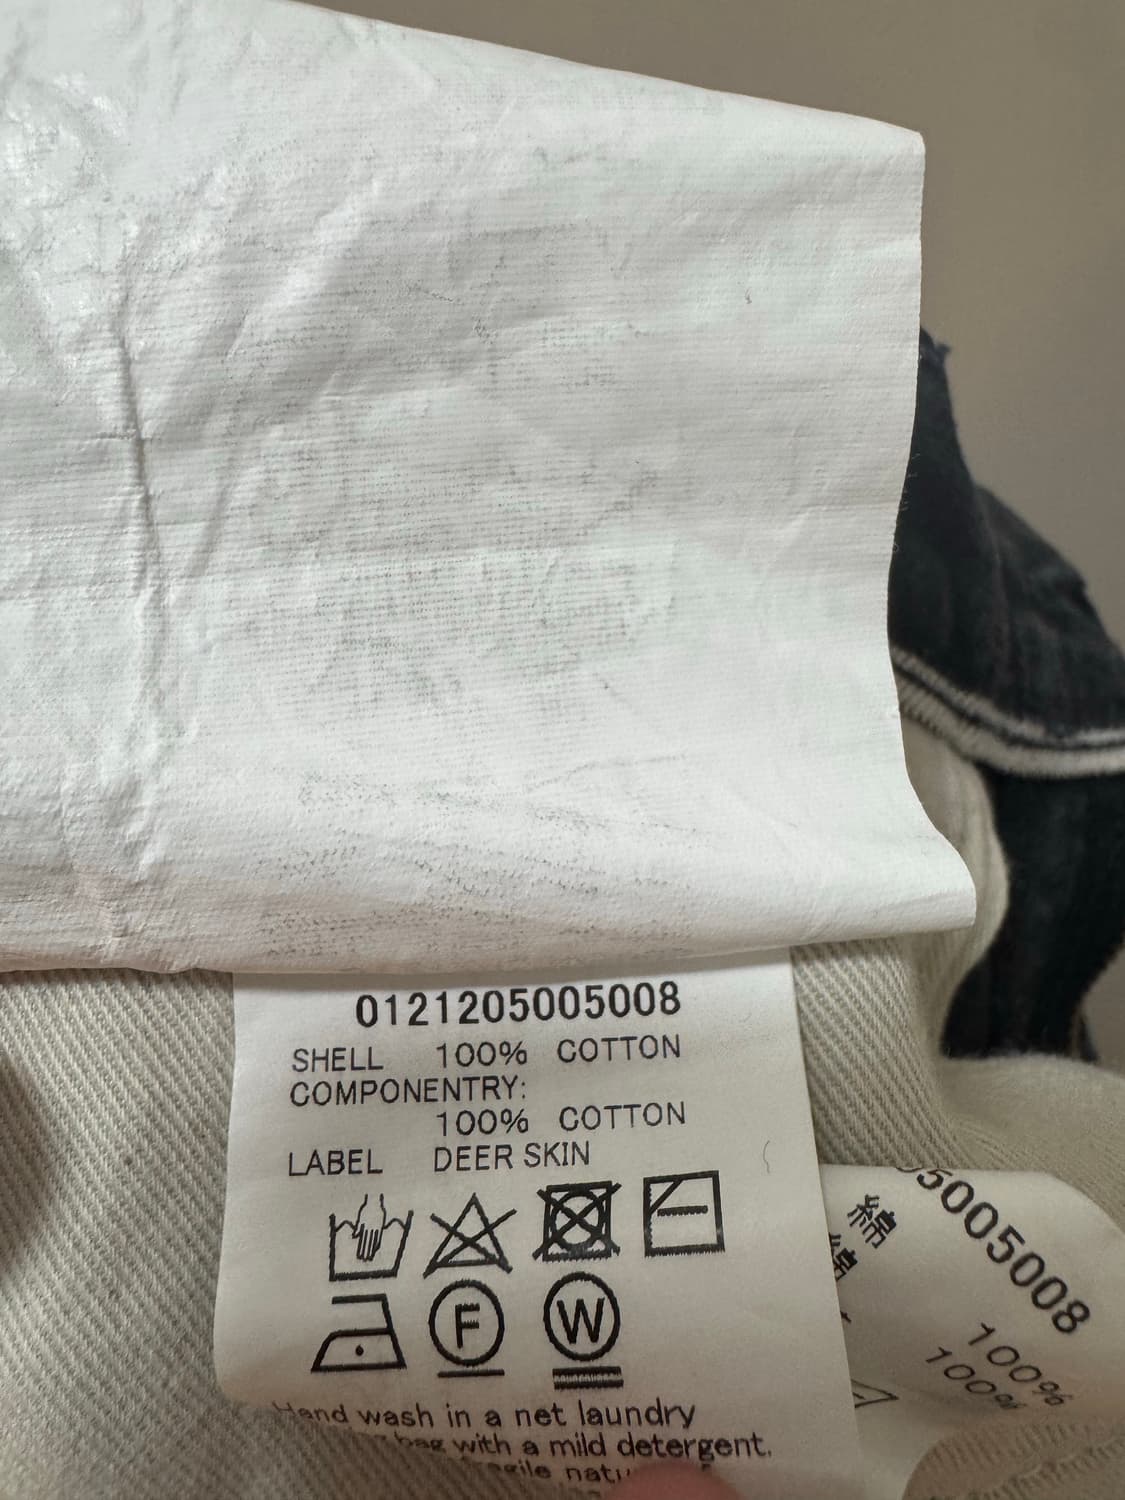 0121205005008
SHELL 100% COTTON
COMPONENTRY:
100% COTTON
LABEL DEER SKIN
F W
Hand wash in a net laundry
bag with a mild detergent.
5005008
綿 100%
綿 100%